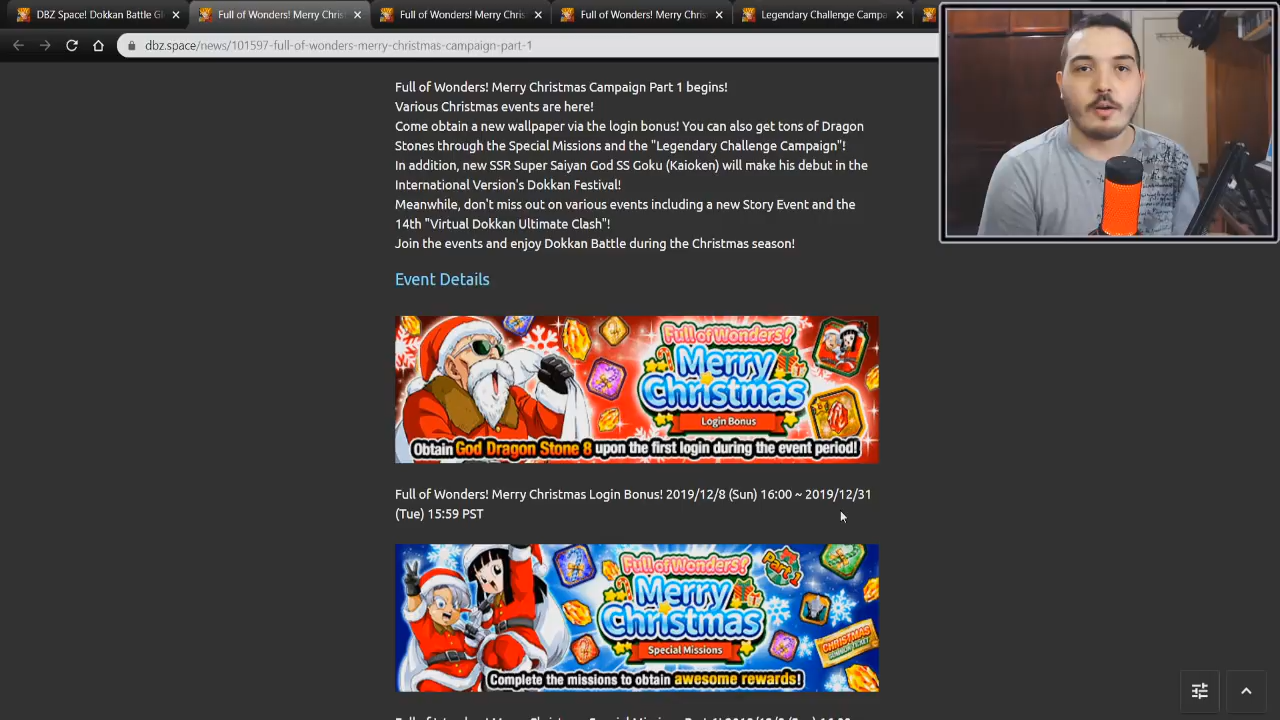 DBZ Space! Dokkan Battle Gl
Full of Wonders! Merry Chris
Full of Wonders! Merry Chris
Full of Wonders! Merry Chris
Legendary Challenge Campa
dbz.space/news/101597-full-of-wonders-merry-christmas-campaign-part-1
Full of Wonders! Merry Christmas Campaign Part 1 begins!
Various Christmas events are here!
Come obtain a new wallpaper via the login bonus! You can also get tons of Dragon
Stones through the Special Missions and the "Legendary Challenge Campaign"!
In addition, new SSR Super Saiyan God SS Goku (Kaioken) will make his debut in the
International Version's Dokkan Festival!
Meanwhile, don't miss out on various events including a new Story Event and the
14th "Virtual Dokkan Ultimate Clash"!
Join the events and enjoy Dokkan Battle during the Christmas season!
Event Details
Full of Wonders!
Merry
Christmas
Login Bonus
Obtain God Dragon Stone 8 upon the first login during the event period!
Full of Wonders! Merry Christmas Login Bonus! 2019/12/8 (Sun) 16:00 ~ 2019/12/31
(Tue) 15:59 PST
Full of Wonders!
Part 1
Merry
Christmas
Special Missions
CHRISTMAS
Complete the missions to obtain awesome rewards!